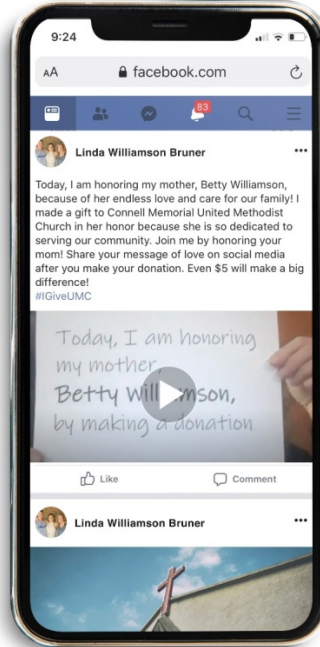 9:24
AA facebook.com
83
Linda Williamson Bruner
Today, I am honoring my mother, Betty Williamson,
because of her endless love and care for our family! I
made a gift to Connell Memorial United Methodist
Church in her honor because she is so dedicated to
serving our community. Join me by honoring your
mom! Share your message of love on social media
after you make your donation. Even $5 will make a big
difference!
#IGiveUMC
Today, I am honoring
my mother,
Betty Williamson,
by making a donation
Like Comment
Linda Williamson Bruner